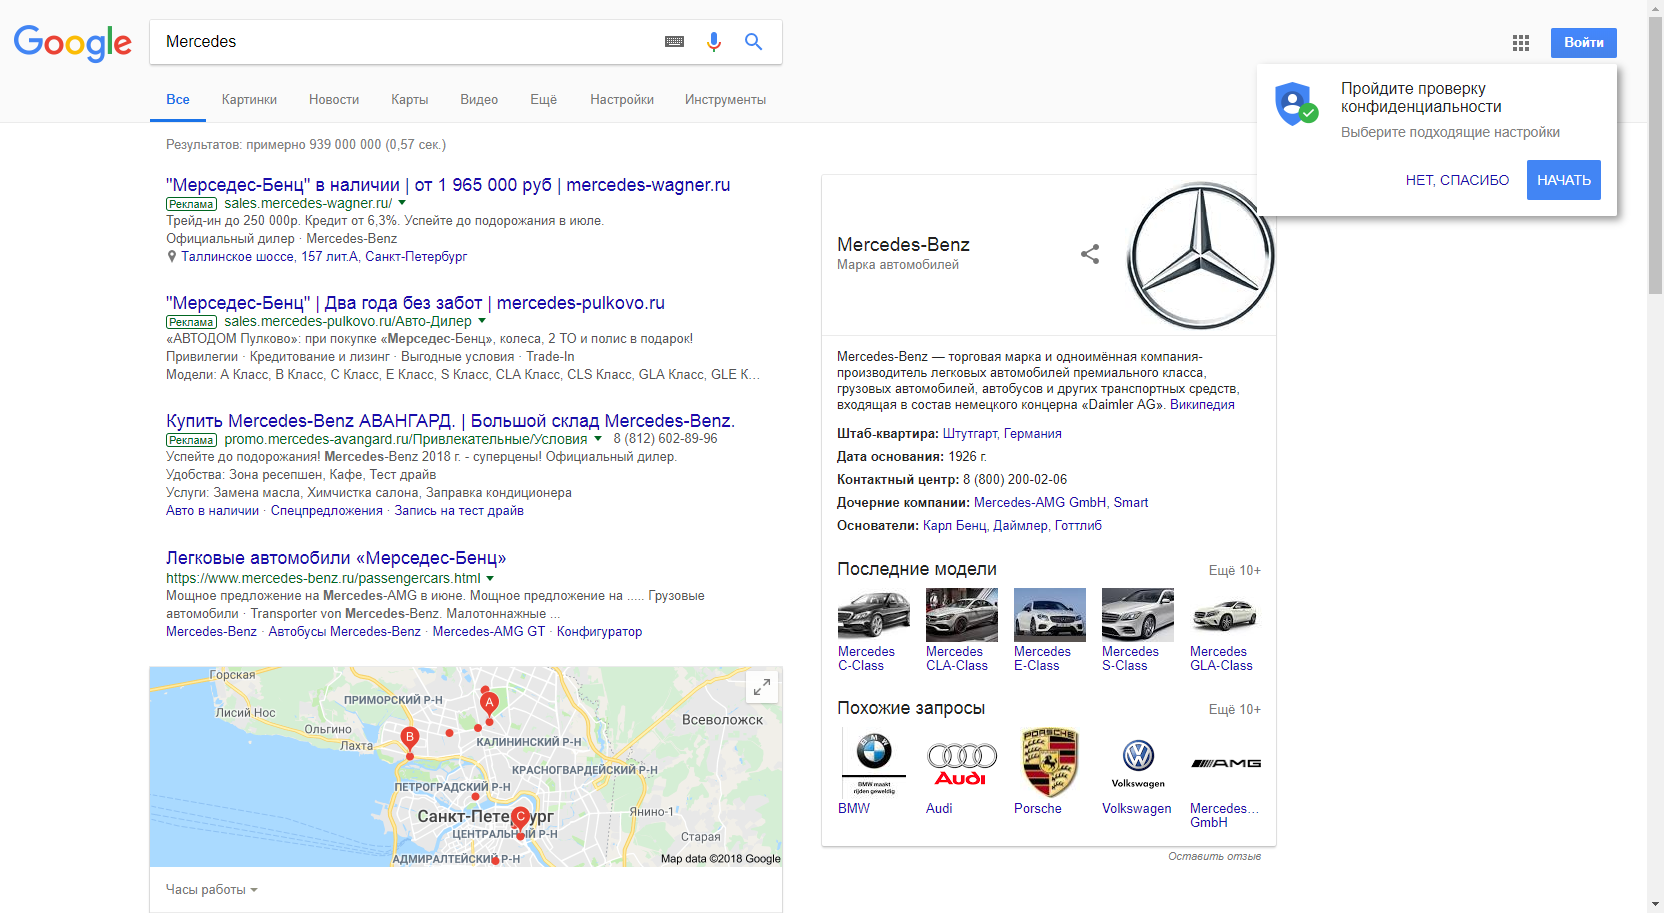 Google
Mercedes
Войти
Все
Картинки
Новости
Карты
Видео
Ещё
Настройки
Инструменты
Пройдите проверку
конфиденциальности
Выберите подходящие настройки
НЕТ, СПАСИБО
НАЧАТЬ
Результатов: примерно 939 000 000 (0,57 сек.)
"Мерседес-Бенц" в наличии | от 1 965 000 руб | mercedes-wagner.ru
Реклама sales.mercedes-wagner.ru/
Трейд-ин до 250 000р. Кредит от 6,3%. Успейте до подорожания в июле.
Официальный дилер · Mercedes-Benz
Таллинское шоссе, 157 лит.А, Санкт-Петербург
"Мерседес-Бенц" | Два года без забот | mercedes-pulkovo.ru
Реклама sales.mercedes-pulkovo.ru/Авто-Дилер
«АВТОДОМ Пулково»: при покупке «Мерседес-Бенц», колеса, 2 ТО и полис в подарок!
Привилегии · Кредитование и лизинг · Выгодные условия · Trade-In
Модели: А Класс, B Класс, С Класс, Е Класс, S Класс, CLA Класс, CLS Класс, GLA Класс, GLE К...
Купить Mercedes-Benz АВАНГАРД. | Большой склад Mercedes-Benz.
Реклама promo.mercedes-avangard.ru/Привлекательные/Условия 8 (812) 602-89-96
Успейте до подорожания! Mercedes-Benz 2018 г. - суперцены! Официальный дилер.
Удобства: Зона ресепшен, Кафе, Тест драйв
Услуги: Замена масла, Химчистка салона, Заправка кондиционера
Авто в наличии · Спецпредложения · Запись на тест драйв
Легковые автомобили «Мерседес-Бенц»
https://www.mercedes-benz.ru/passengercars.html
Мощное предложение на Mercedes-AMG в июне. Мощное предложение на ..... Грузовые
автомобили · Transporter von Mercedes-Benz. Малотоннажные ...
Mercedes-Benz · Автобусы Mercedes-Benz · Mercedes-AMG GT · Конфигуратор
Горская
ПРИМОРСКИЙ Р-Н
Лисий Нос
Всеволожск
A
Ольгино
B
Лахта
КАЛИНИНСКИЙ Р-Н
КРАСНОГВАРДЕЙСКИЙ Р-Н
ПЕТРОГРАДСКИЙ Р-Н
Янино-1
Санкт-Петербург
C
ЦЕНТРАЛЬНЫЙ Р-Н
Старая
АДМИРАЛТЕЙСКИЙ Р-Н
Map data ©2018 Google
Часы работы
Mercedes-Benz
Марка автомобилей
Mercedes-Benz — торговая марка и одноимённая компания-
производитель легковых автомобилей премиального класса,
грузовых автомобилей, автобусов и других транспортных средств,
входящая в состав немецкого концерна «Daimler AG». Википедия
Штаб-квартира: Штутгарт, Германия
Дата основания: 1926 г.
Контактный центр: 8 (800) 200-02-06
Дочерние компании: Mercedes-AMG GmbH, Smart
Основатели: Карл Бенц, Даймлер, Готтлиб
Последние модели
Ещё 10+
Mercedes
C-Class
Mercedes
CLA-Class
Mercedes
E-Class
Mercedes
S-Class
Mercedes
GLA-Class
Похожие запросы
Ещё 10+
BMW
BMW maakt
rijden geweldig
Audi
PORSCHE
Volkswagen
AMG
BMW
Audi
Porsche
Volkswagen
Mercedes...
GmbH
Оставить отзыв